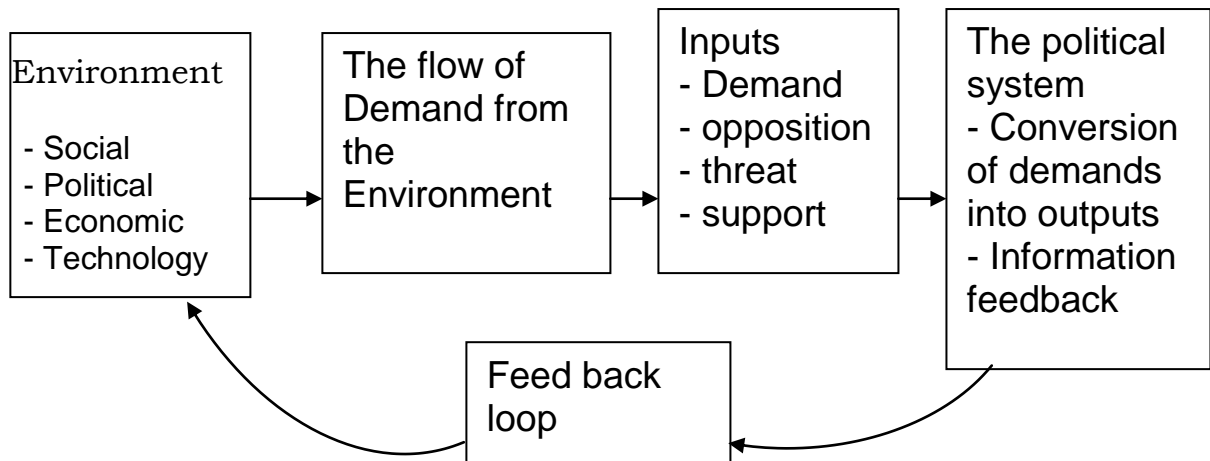 Environment
- Social
- Political
- Economic
- Technology
The flow of
Demand from
the
Environment
Inputs
- Demand
- opposition
- threat
- support
The political
system
- Conversion
of demands
into outputs
- Information
feedback
Feed back
loop